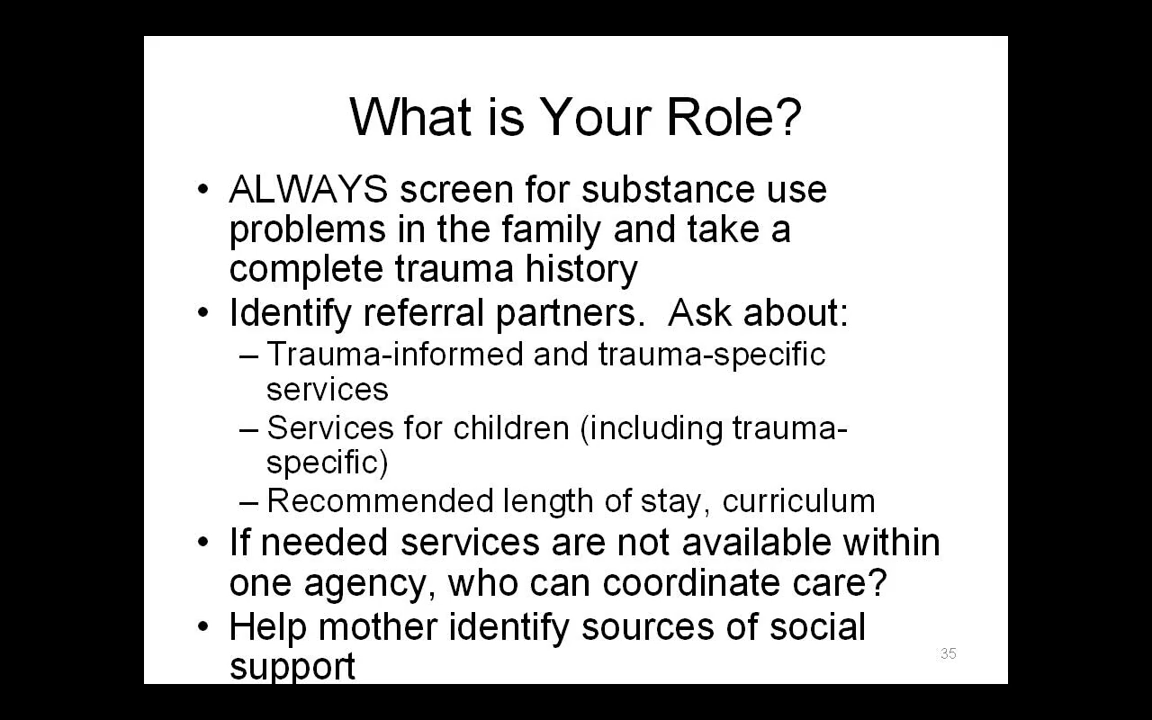 What is Your Role?
• ALWAYS screen for substance use
problems in the family and take a
complete trauma history
• Identify referral partners.  Ask about:
– Trauma-informed and trauma-specific
services
– Services for children (including trauma-
specific)
– Recommended length of stay, curriculum
• If needed services are not available within
one agency, who can coordinate care?
• Help mother identify sources of social
support
35